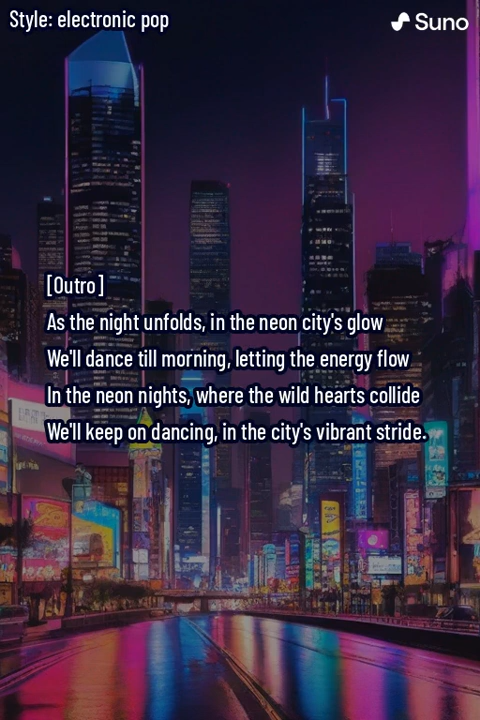 Style: electronic pop
Suno
[Outro]
As the night unfolds, in the neon city's glow
We'll dance till morning, letting the energy flow
In the neon nights, where the wild hearts collide
We'll keep on dancing, in the city's vibrant stride.